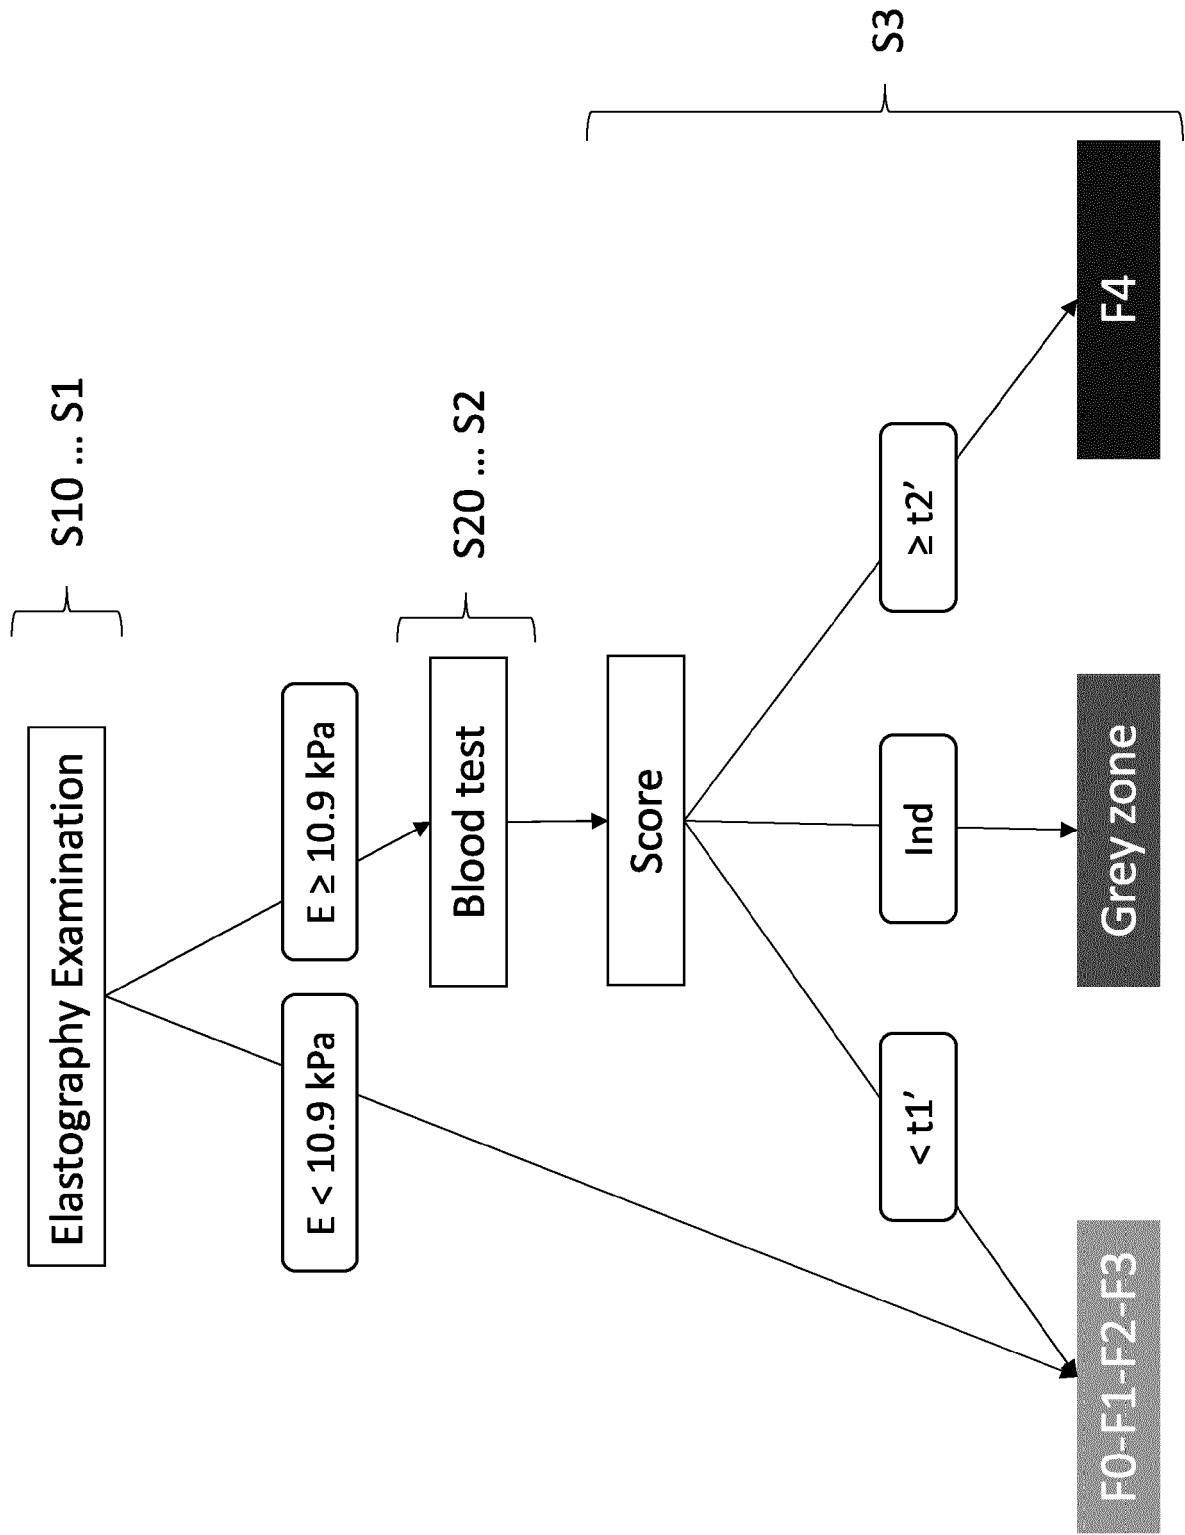 Elastography Examination
S10 ... S1
E < 10.9 kPa
E ≥ 10.9 kPa
Blood test
S20 ... S2
Score
S3
< t1’
Ind
≥ t2’
F0-F1-F2-F3
Grey zone
F4